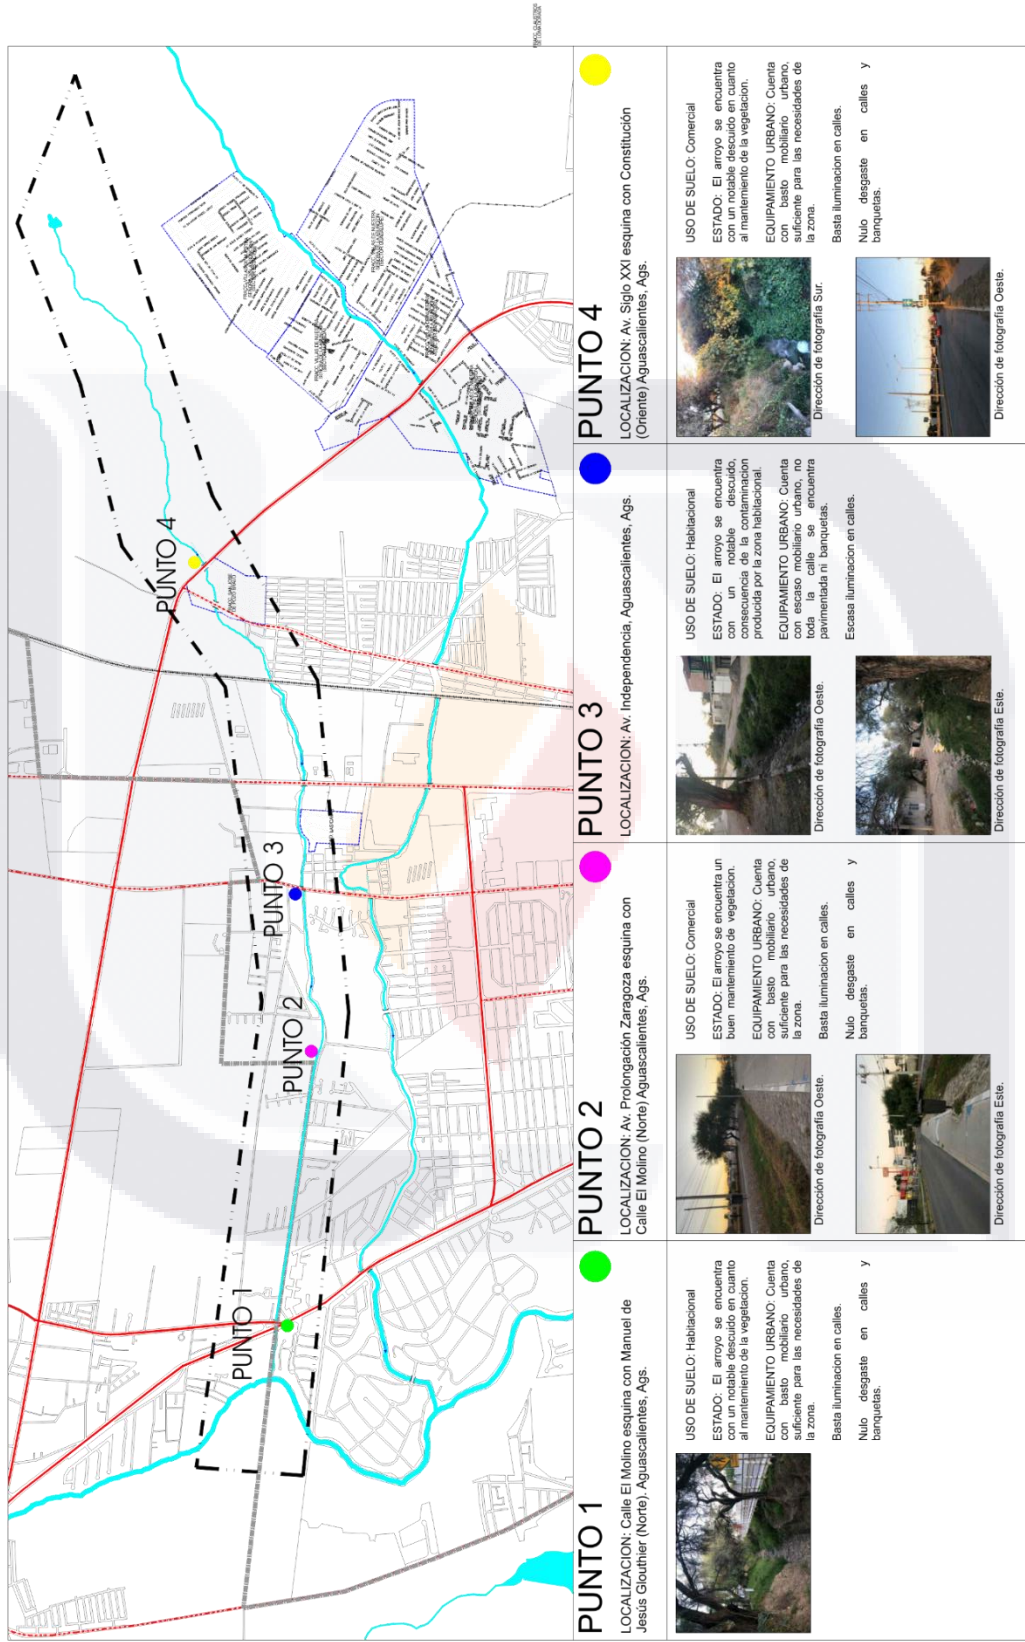 PUNTO 1
PUNTO 2
PUNTO 3
PUNTO 4
PUNTO 1
LOCALIZACION: Calle El Molino esquina con Manuel de
Jesús Glouthier (Norte). Aguascalientes, Ags.
USO DE SUELO: Habitacional
ESTADO: El arroyo se encuentra
con un notable descuido en cuanto
al manteniemto de la vegetacion.
EQUIPAMIENTO URBANO: Cuenta
con basto mobiliario urbano,
suficiente para las necesidades de
la zona.
Basta iluminacion en calles.
Nulo desgaste en calles y
banquetas.
PUNTO 2
LOCALIZACION: Av. Prolongación Zaragoza esquina con
Calle El Molino (Norte) Aguascalientes, Ags.
Dirección de fotografía Oeste.
Dirección de fotografía Este.
USO DE SUELO: Comercial
ESTADO: El arroyo se encuentra un
buen manteniemto de vegetacion.
EQUIPAMIENTO URBANO: Cuenta
con basto mobiliario urbano,
suficiente para las necesidades de
la zona.
Basta iluminacion en calles.
Nulo desgaste en calles y
banquetas.
PUNTO 3
LOCALIZACION: Av. Independencia, Aguascalientes, Ags.
Dirección de fotografía Oeste.
Dirección de fotografía Este.
USO DE SUELO: Habitacional
ESTADO: El arroyo se encuentra
con un notable descuido,
consecuencia de la contaminacion
producida por la zona habitacional.
EQUIPAMIENTO URBANO: Cuenta
con escaso mobiliario urbano, no
toda la calle se encuentra
pavimentada ni banquetas.
Escasa iluminacion en calles.
PUNTO 4
LOCALIZACION: Av. Siglo XXI esquina con Constitución
(Oriente) Aguascalientes, Ags.
Dirección de fotografía Sur.
Dirección de fotografía Oeste.
USO DE SUELO: Comercial
ESTADO: El arroyo se encuentra
con un notable descuido en cuanto
al manteniemto de la vegetacion.
EQUIPAMIENTO URBANO: Cuenta
con basto mobiliario urbano,
suficiente para las necesidades de
la zona.
Basta iluminacion en calles.
Nulo desgaste en calles y
banquetas.